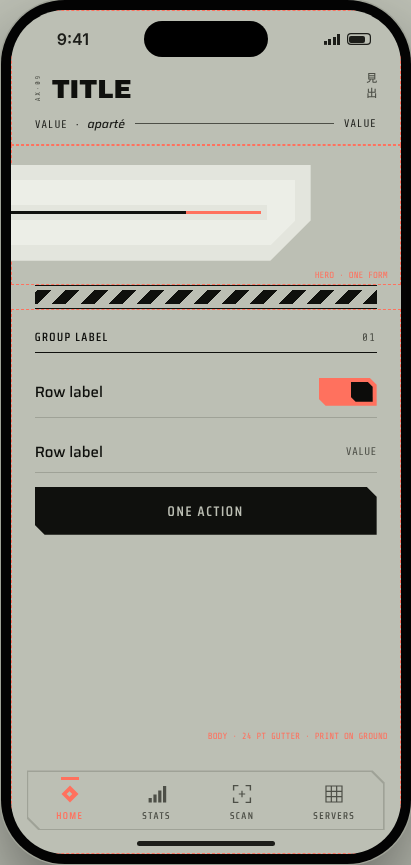 9:41
AX·09
TITLE
見出
VALUE · aparté VALUE
HERO · ONE FORM
GROUP LABEL 01
Row label
Row label VALUE
ONE ACTION
BODY · 24 PT GUTTER · PRINT ON GROUND
HOME STATS SCAN SERVERS